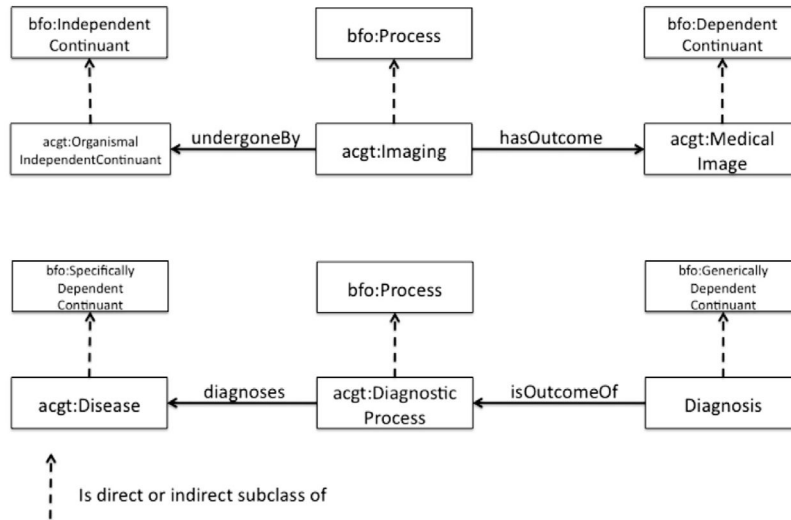 bfo:Independent
Continuant
bfo:Process
bfo:Dependent
Continuant
acgt:Organismal
IndependentContinuant
undergoneBy
acgt:Imaging
hasOutcome
acgt:Medical
Image
bfo:Specifically
Dependent
Continuant
bfo:Process
bfo:Generically
Dependent
Continuant
acgt:Disease
diagnoses
acgt:Diagnostic
Process
isOutcomeOf
Diagnosis
Is direct or indirect subclass of